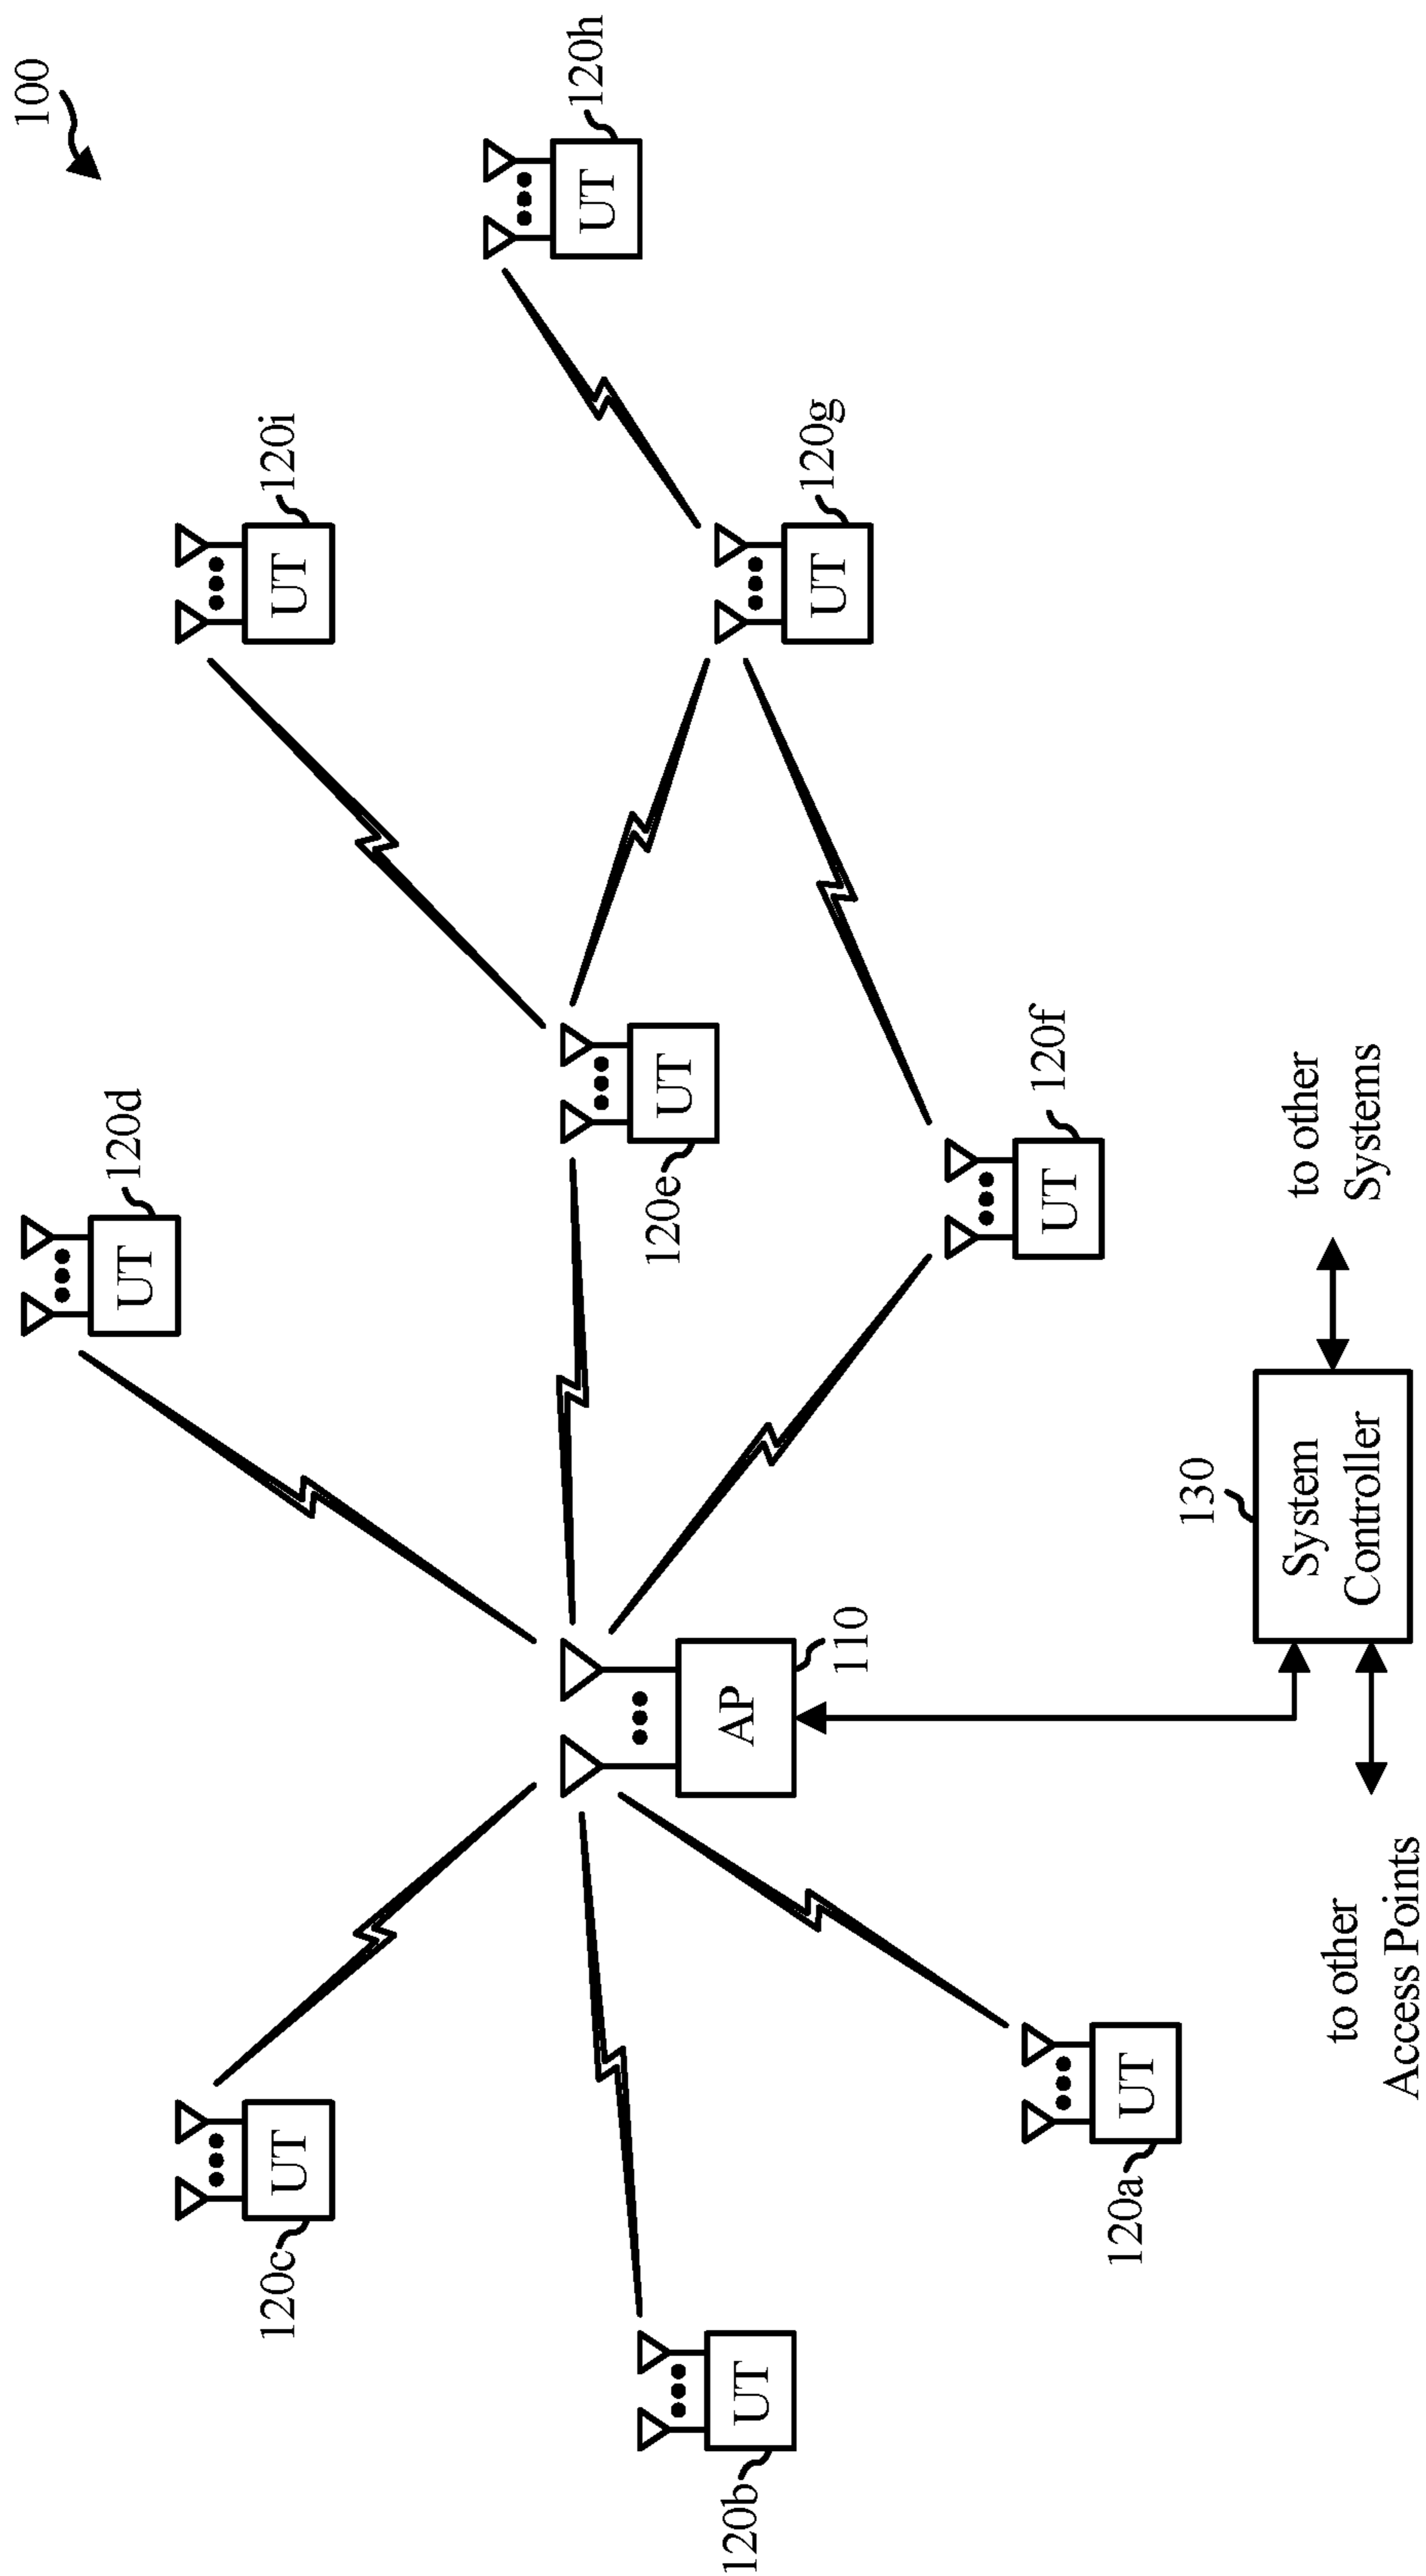 100
UT
120d
UT
120c
UT
120i
UT
120h
UT
120e
AP
110
UT
120b
UT
120g
UT
120f
UT
120a
130
System
Controller
to other
Systems
to other
Access Points